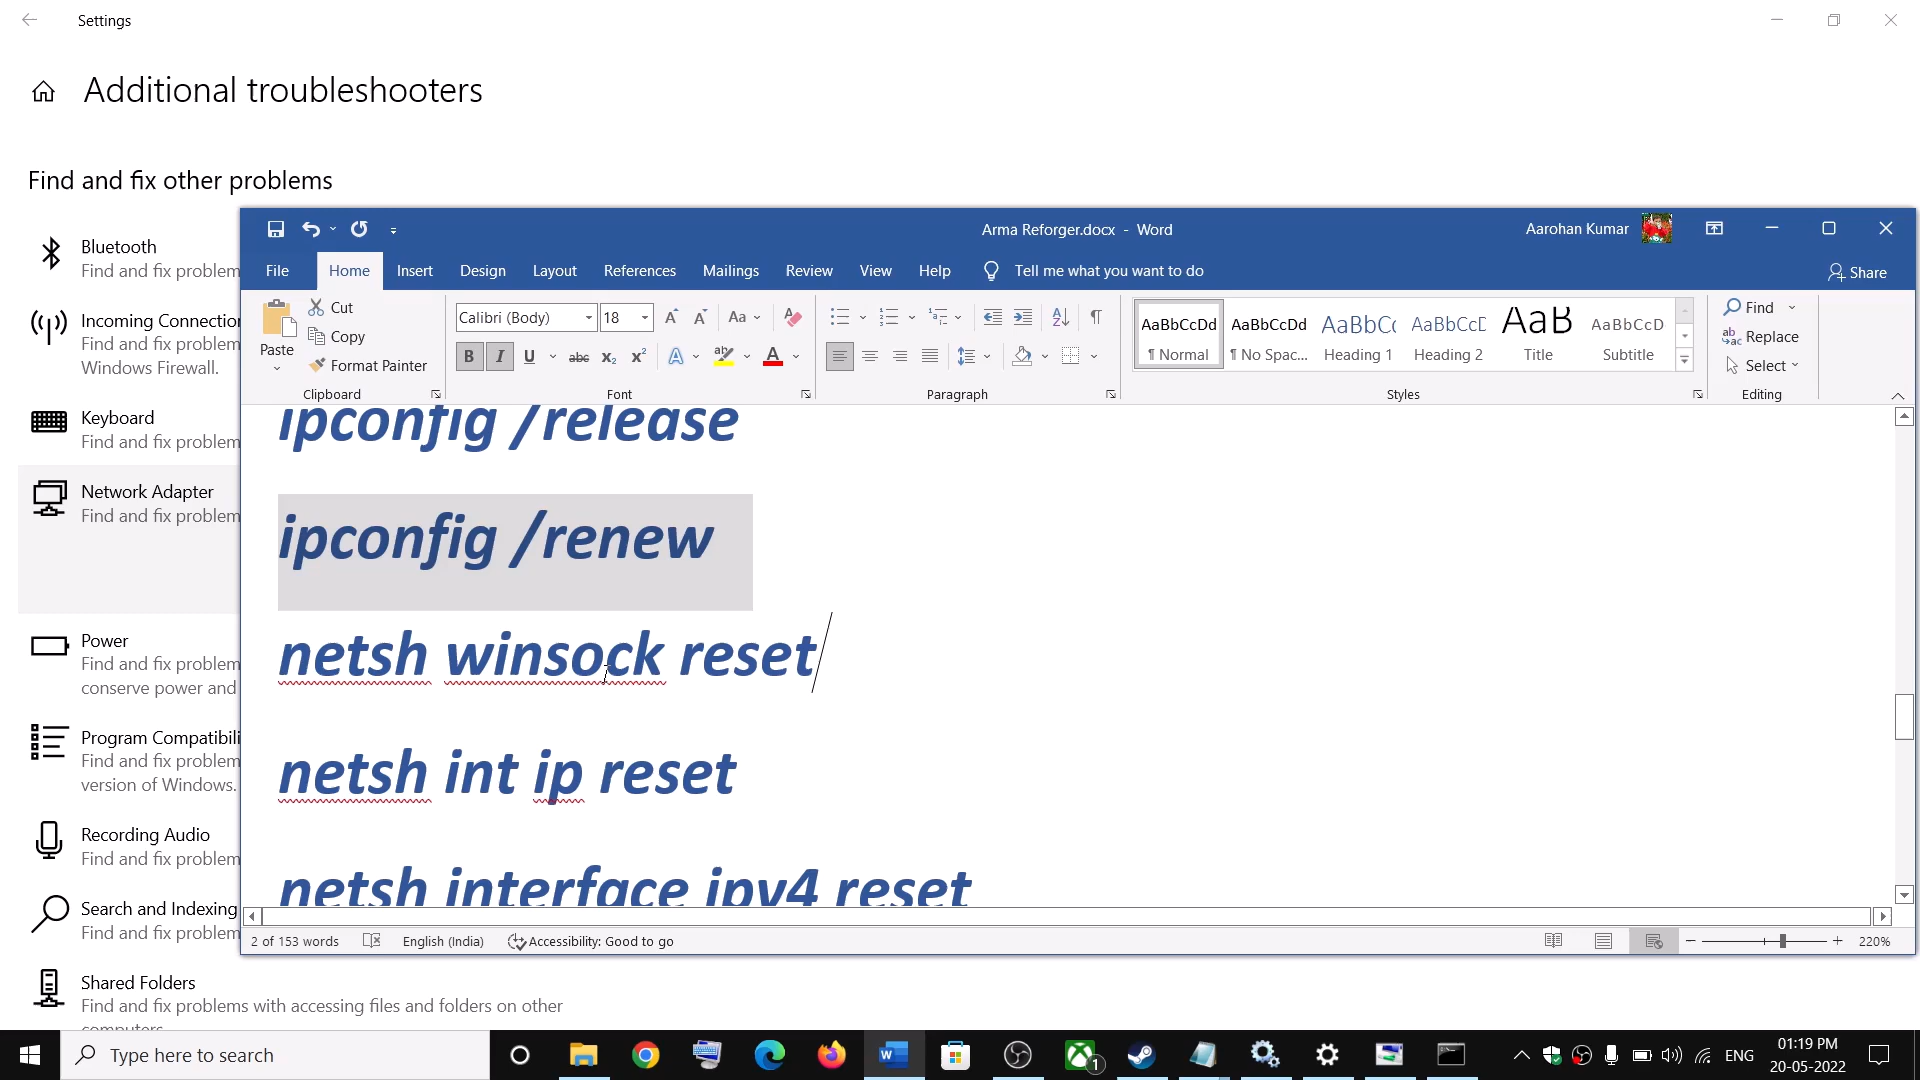 Settings
Additional troubleshooters
Find and fix other problems
Bluetooth
Find and fix problem
Incoming Connection
Find and fix problem
Windows Firewall.
Keyboard
Find and fix problem
Network Adapter
Find and fix problem
Power
Find and fix problem
conserve power and
Program Compatibili
Find and fix problem
version of Windows.
Recording Audio
Find and fix problem
Search and Indexing
Find and fix problem
Shared Folders
Find and fix problems with accessing files and folders on other
computers
Arma Reforger.docx - Word
Aarohan Kumar
File Home Insert Design Layout References Mailings Review View Help Tell me what you want to do Share
Paste
Cut
Copy
Format Painter
Clipboard
Calibri (Body) 18
Aa
B I U abc x₂ x² A A
Font
Paragraph
AaBbCcDd AaBbCcDd AaBbCc AaBbCcD AaB AaBbCcD
¶ Normal ¶ No Spac... Heading 1 Heading 2 Title Subtitle
Styles
Find
Replace
Select
Editing
ipconfig /release
ipconfig /renew
netsh winsock reset
netsh int ip reset
netsh interface ipv4 reset
2 of 153 words English (India) Accessibility: Good to go 220%
Type here to search
1
ENG
01:19 PM
20-05-2022